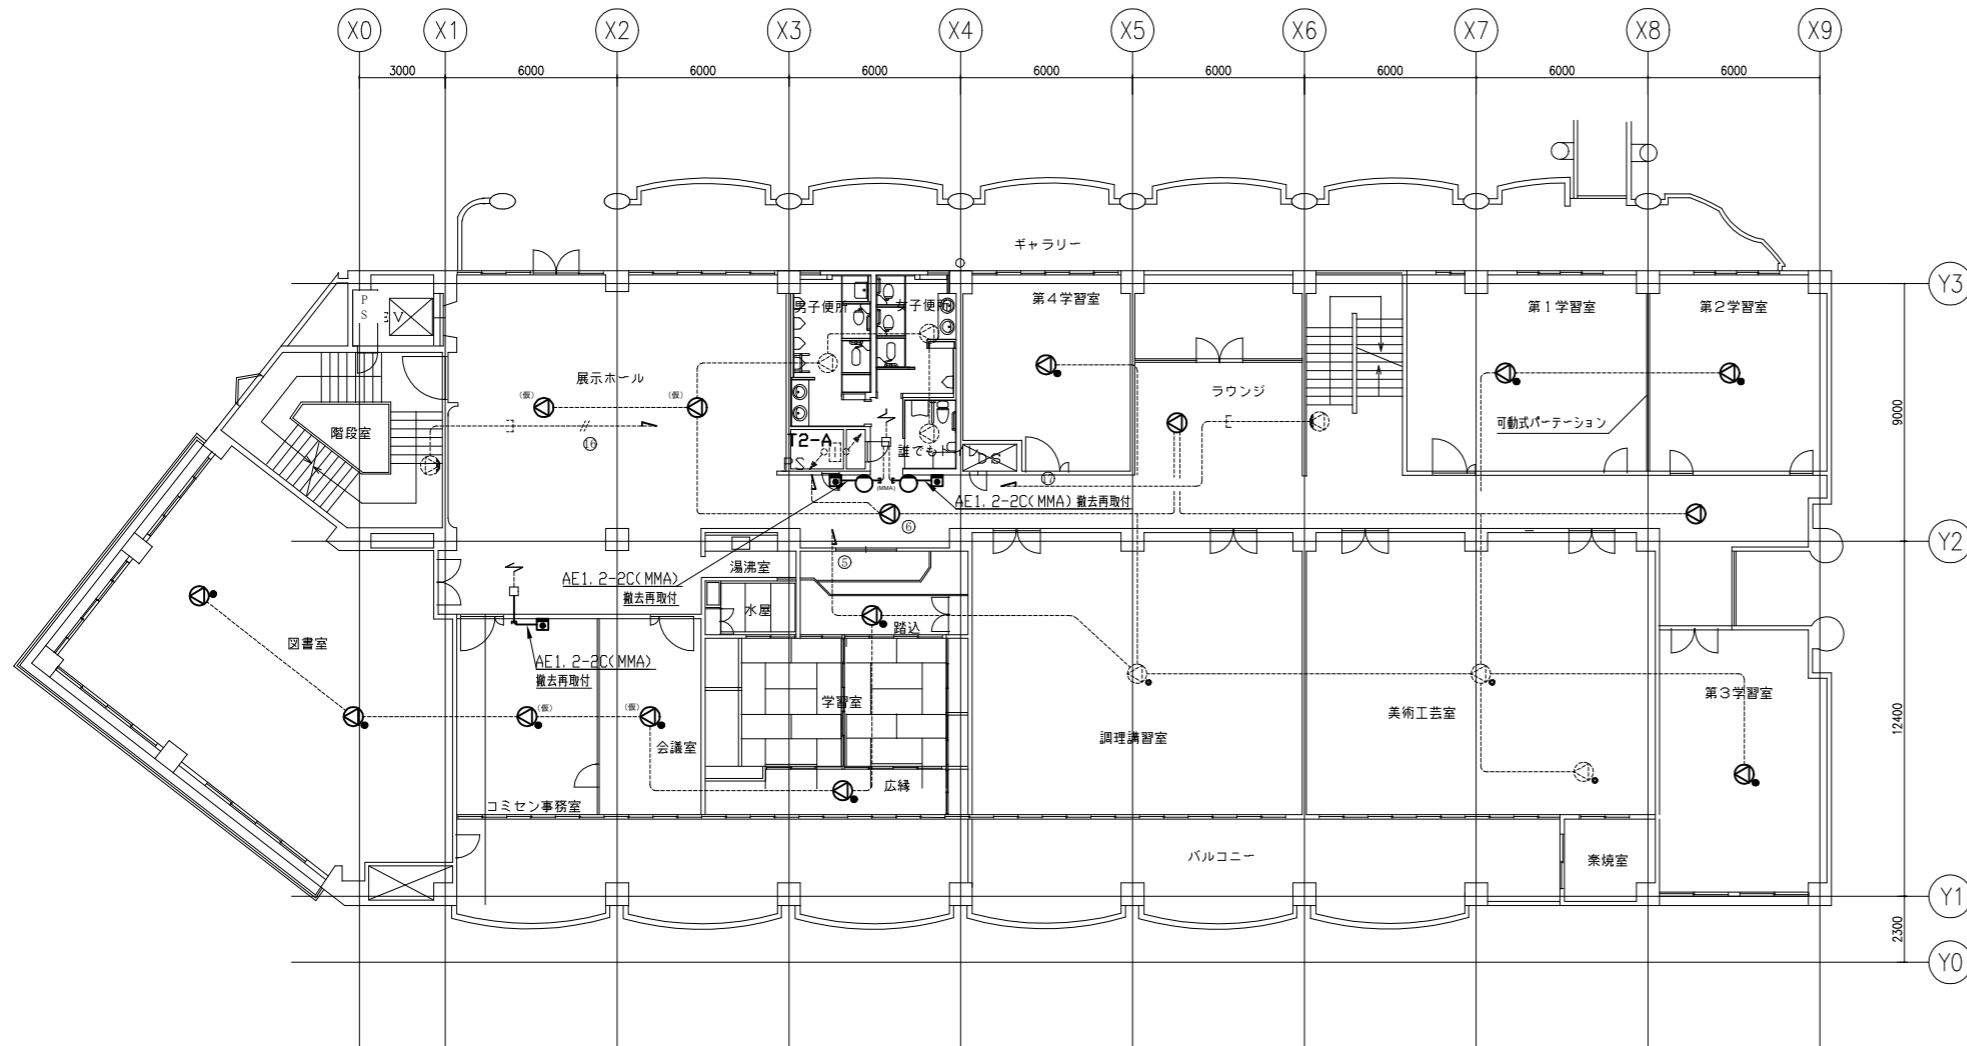 X0 X1 X2 X3 X4 X5 X6 X7 X8 X9
3000 6000 6000 6000 6000 6000 6000 6000 6000
ギャラリー
Y3
PS
EV
男子便所
女子便所
第4学習室
第1学習室
第2学習室
展示ホール
ラウンジ
(仮)
(仮)
可動式パーテーション
9000
階段室
16
T2-A
誰でもトイレ
DS
PS
17
(MMA)
AE1.2-2C(MMA) 撤去再取付
6
Y2
湯沸室
5
AE1.2-2C(MMA)
撤去再取付
水屋
踏込
図書室
AE1.2-2C(MMA)
撤去再取付
学習室
第3学習室
(仮)
(仮)
美術工芸室
12400
会議室
調理講習室
広縁
コミセン事務室
バルコニー
楽焼室
Y1
2300
Y0